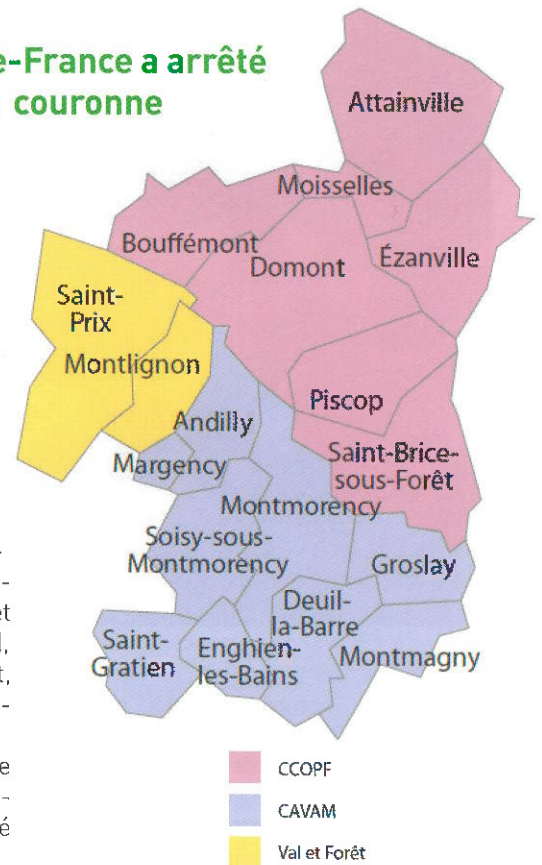 e-France a arrêté
couronne
Attainville
Moisselles
Bouffémont
Domont
Ézanville
Saint-
Prix
Montlignon
Piscop
Andilly
Saint-Brice-
sous-Forêt
Margency
Montmorency
Soisy-sous-
Montmorency
Groslay
Deuil-
la-Barre
Saint-
Gratien
Enghien-
les-Bains
Montmagny
et
CCOPF
CAVAM
Val et Forêt